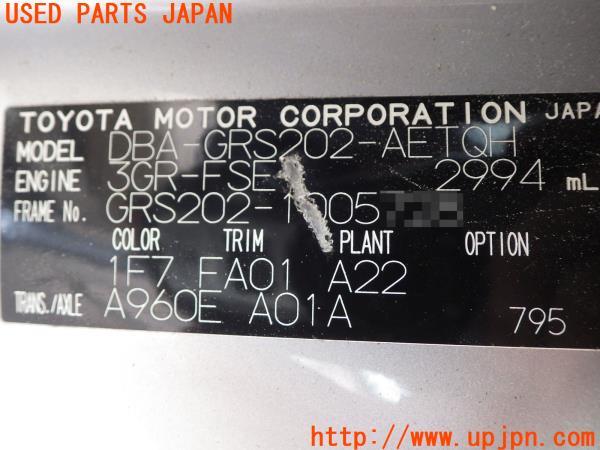 USED PARTS JAPAN
TOYOTA MOTOR CORPORATION JAPA
MODEL DBA-GRS202-AETQH
ENGINE 3GR-FSE 2994 mL
FRAME No. GRS202-1005
COLOR TRIM PLANT OPTION
1F7 FA01 A22
TRANS./AXLE A960E A01A 795
http://www.upjpn.com